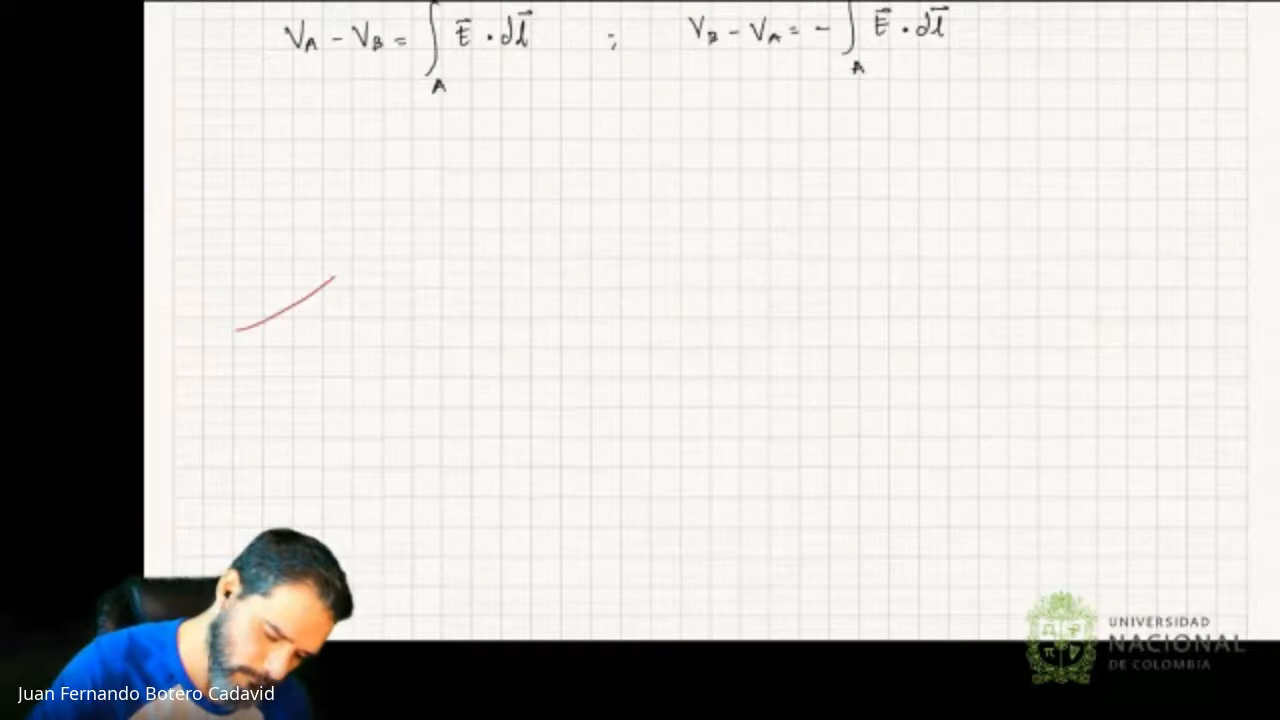 V_A - V_B = ∫_A E⃗ · dl⃗ ; V_B - V_A = - ∫_A E⃗ · dl⃗
UNIVERSIDAD
NACIONAL
DE COLOMBIA
Juan Fernando Botero Cadavid